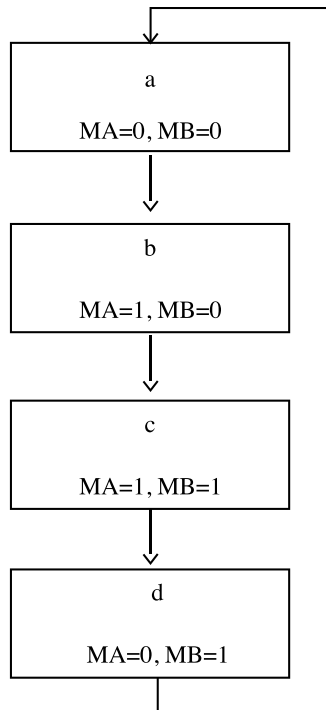 a
MA=0, MB=0
b
MA=1, MB=0
c
MA=1, MB=1
d
MA=0, MB=1